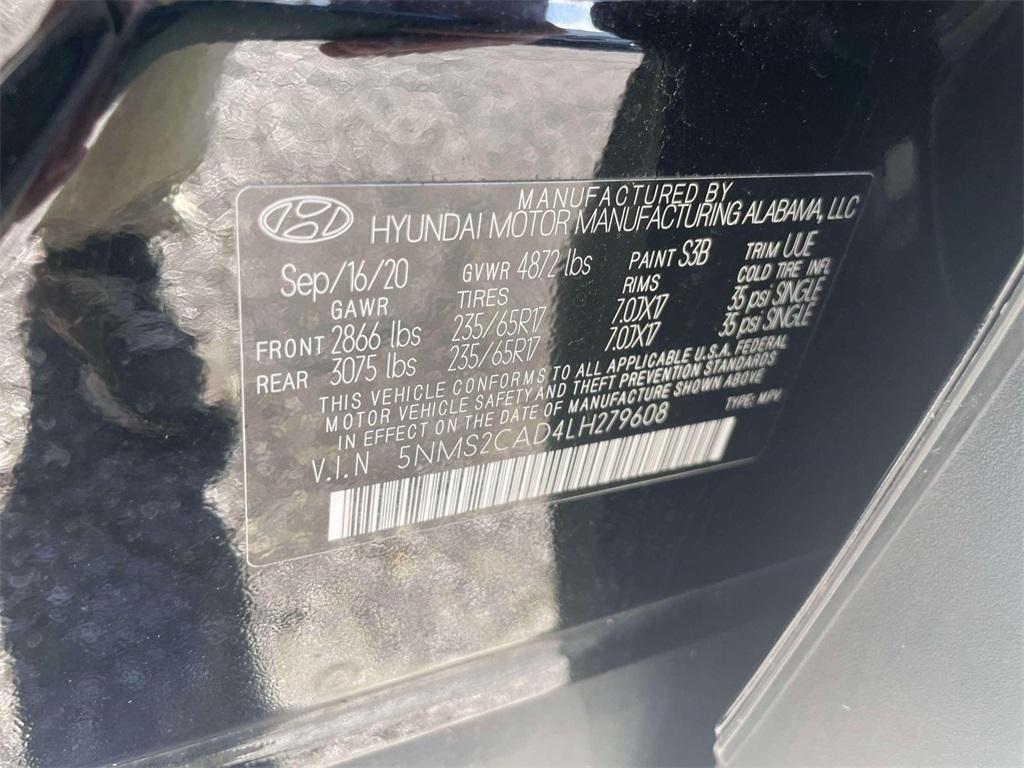 MANUFACTURED BY
HYUNDAI MOTOR MANUFACTURING ALABAMA, LLC
Sep/16/20 GVWR 4872 lbs PAINT S3B TRIM UUE
GAWR TIRES RIMS COLD TIRE INFL
FRONT 2866 lbs 235/65R17 7.0JX17 35 psi SINGLE
REAR 3075 lbs 235/65R17 7.0JX17 35 psi SINGLE
THIS VEHICLE CONFORMS TO ALL APPLICABLE U.S.A. FEDERAL
MOTOR VEHICLE SAFETY AND THEFT PREVENTION STANDARDS
IN EFFECT ON THE DATE OF MANUFACTURE SHOWN ABOVE
V.I.N 5NMS2CAD4LH279608 TYPE: MPV